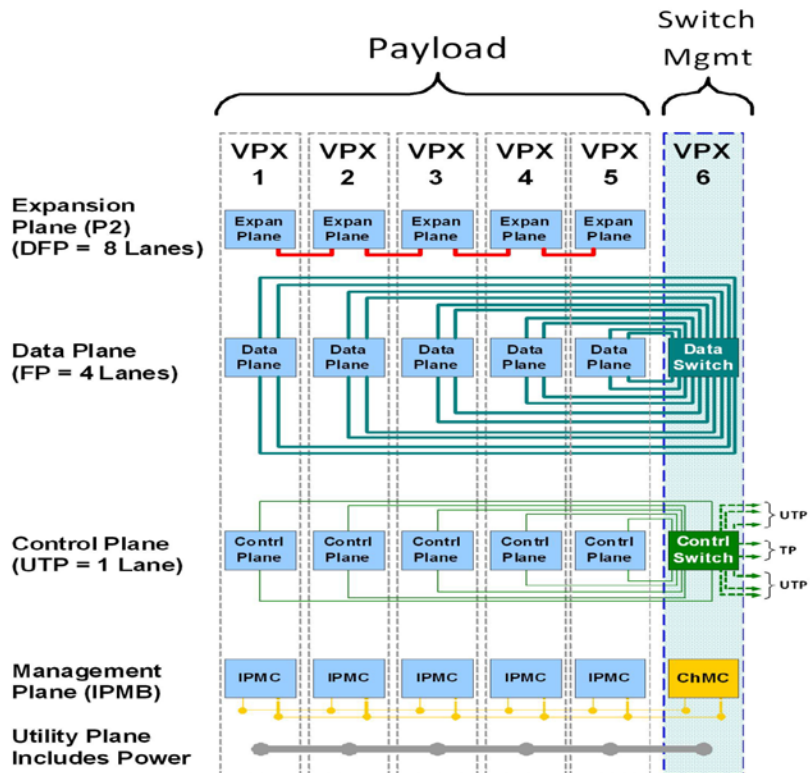 Payload
Switch
Mgmt
VPX
1
VPX
2
VPX
3
VPX
4
VPX
5
VPX
6
Expansion
Plane (P2)
(DFP = 8 Lanes)
Expan
Plane
Expan
Plane
Expan
Plane
Expan
Plane
Expan
Plane
Data Plane
(FP = 4 Lanes)
Data
Plane
Data
Plane
Data
Plane
Data
Plane
Data
Plane
Data
Switch
Control Plane
(UTP = 1 Lane)
Contrl
Plane
Contrl
Plane
Contrl
Plane
Contrl
Plane
Contrl
Plane
Contrl
Switch
UTP
TP
UTP
Management
Plane (IPMB)
IPMC
IPMC
IPMC
IPMC
IPMC
ChMC
Utility Plane
Includes Power